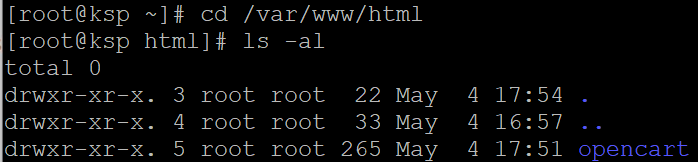 [root@ksp ~]# cd /var/www/html
[root@ksp html]# ls -al
total 0
drwxr-xr-x. 3 root root  22 May  4 17:54 .
drwxr-xr-x. 4 root root  33 May  4 16:57 ..
drwxr-xr-x. 5 root root 265 May  4 17:51 opencart